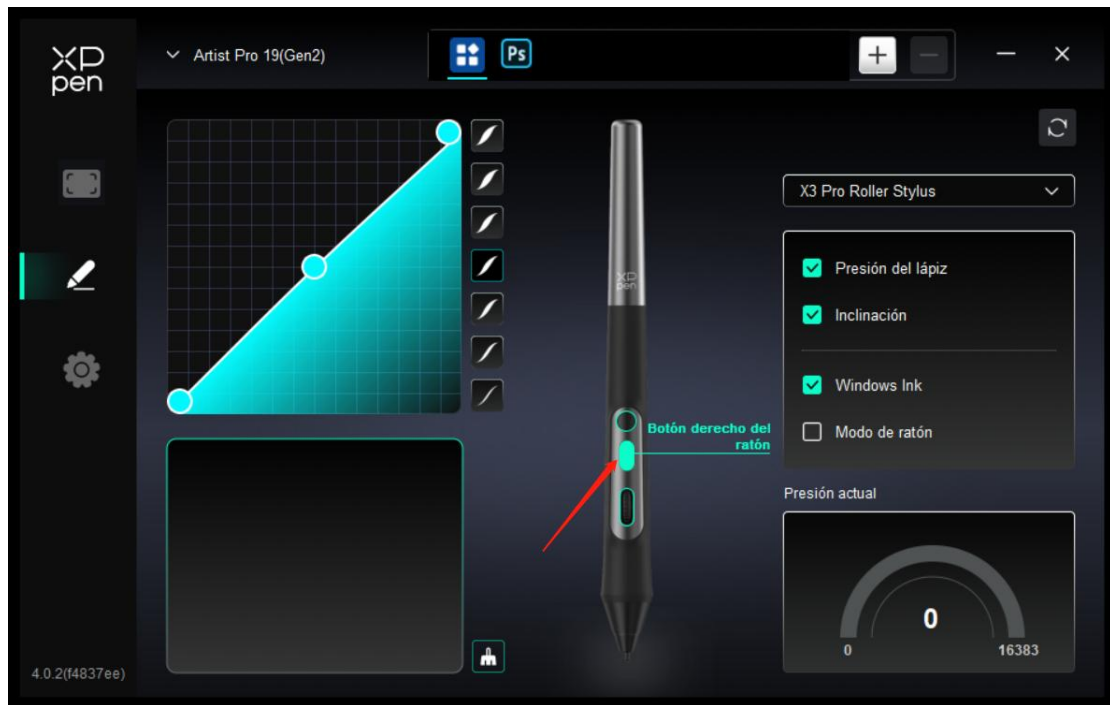 XP
pen
Artist Pro 19(Gen2)
Ps
X3 Pro Roller Stylus
Presión del lápiz
Inclinación
Windows Ink
Modo de ratón
XP
pen
Botón derecho del
ratón
Presión actual
0
0
16383
4.0.2(f4837ee)